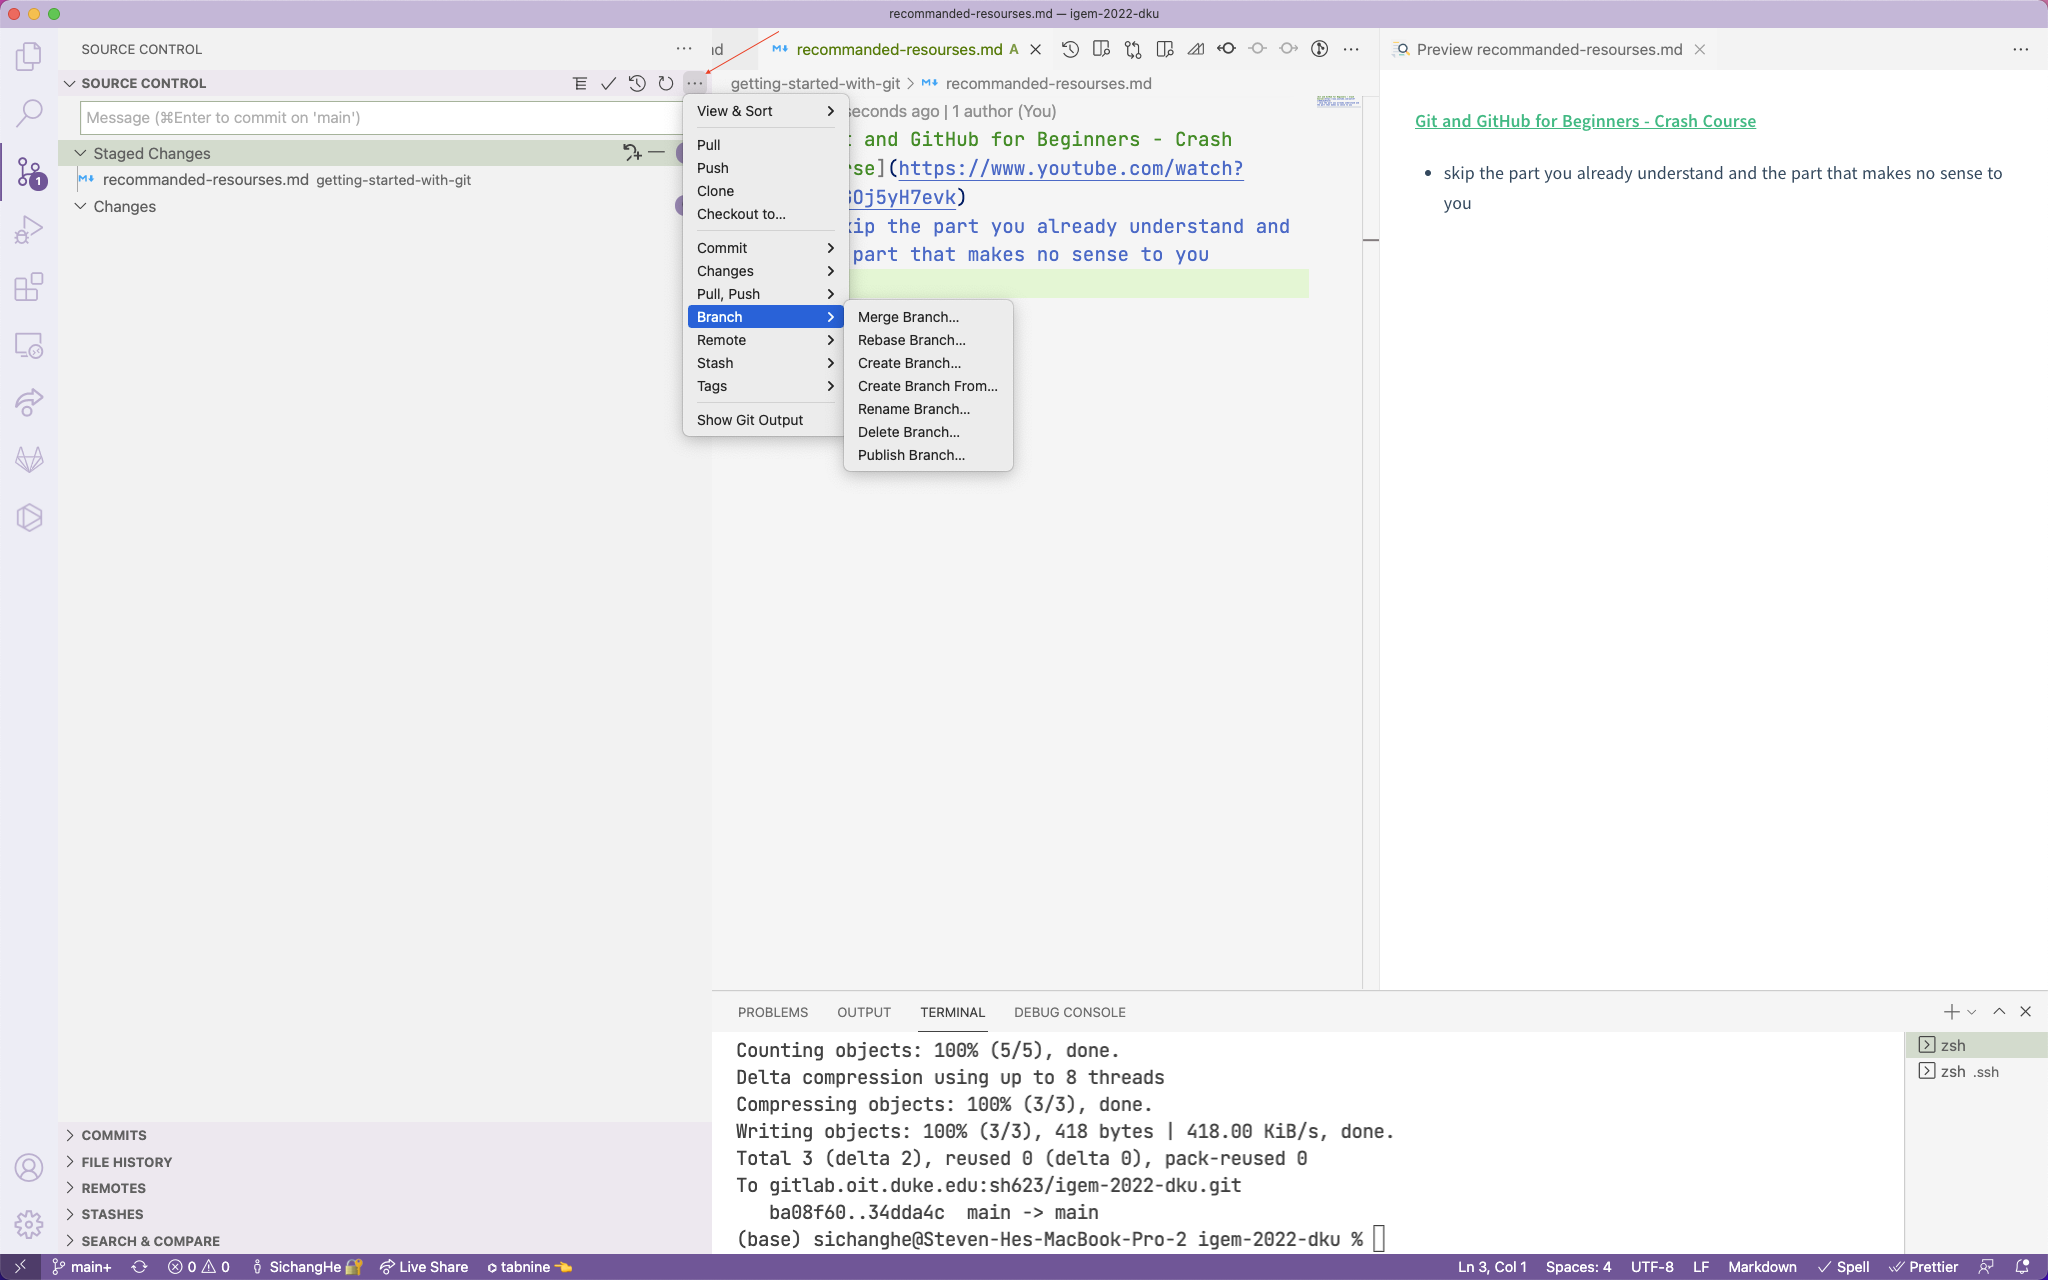 recommanded-resourses.md — igem-2022-dku
SOURCE CONTROL
SOURCE CONTROL
Message (⌘Enter to commit on 'main')
Staged Changes
recommanded-resourses.md getting-started-with-git
Changes
1
View & Sort
Pull
Push
Clone
Checkout to...
Commit
Changes
Pull, Push
Branch
Remote
Stash
Tags
Show Git Output
Merge Branch...
Rebase Branch...
Create Branch...
Create Branch From...
Rename Branch...
Delete Branch...
Publish Branch...
recommanded-resourses.md A
getting-started-with-git > recommanded-resourses.md
seconds ago | 1 author (You)
t and GitHub for Beginners - Crash
se](https://www.youtube.com/watch?
Oj5yH7evk)
kip the part you already understand and
part that makes no sense to you
Preview recommanded-resourses.md
Git and GitHub for Beginners - Crash Course
• skip the part you already understand and the part that makes no sense to
you
PROBLEMS OUTPUT TERMINAL DEBUG CONSOLE
Counting objects: 100% (5/5), done.
Delta compression using up to 8 threads
Compressing objects: 100% (3/3), done.
Writing objects: 100% (3/3), 418 bytes | 418.00 KiB/s, done.
Total 3 (delta 2), reused 0 (delta 0), pack-reused 0
To gitlab.oit.duke.edu:sh623/igem-2022-dku.git
ba08f60..34dda4c main -> main
(base) sichanghe@Steven-Hes-MacBook-Pro-2 igem-2022-dku %
zsh
zsh .ssh
COMMITS
FILE HISTORY
REMOTES
STASHES
SEARCH & COMPARE
main+ 0 0 SichangHe🔐 Live Share tabnine 👈 Ln 3, Col 1 Spaces: 4 UTF-8 LF Markdown Spell Prettier